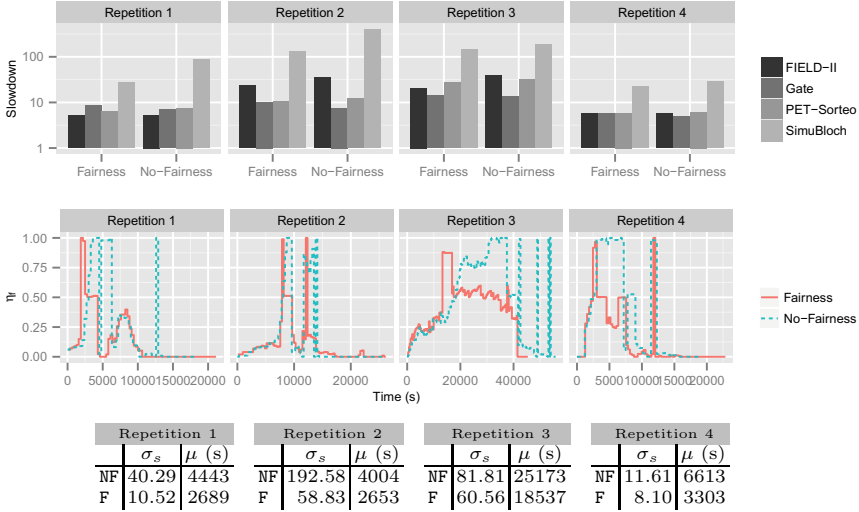 Repetition 1 Repetition 2 Repetition 3 Repetition 4
Slowdown
100
10
1
Fairness No−Fairness Fairness No−Fairness Fairness No−Fairness Fairness No−Fairness
FIELD−II
Gate
PET−Sorteo
SimuBloch
Repetition 1 Repetition 2 Repetition 3 Repetition 4
ηf
1.00
0.75
0.50
0.25
0.00
0 5000 10000 15000 20000 0 10000 20000 0 20000 40000 0 5000 10000 15000 20000
Time (s)
Fairness
No−Fairness
Repetition 1 Repetition 2 Repetition 3 Repetition 4
σs μ (s) σs μ (s) σs μ (s) σs μ (s)
NF 40.29 4443 NF 192.58 4004 NF 81.81 25173 NF 11.61 6613
F 10.52 2689 F 58.83 2653 F 60.56 18537 F 8.10 3303